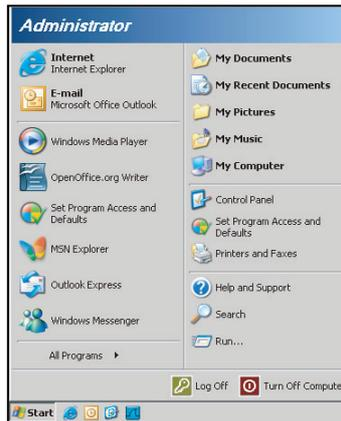 Administrator
Internet
Internet Explorer
E-mail
Microsoft Office Outlook
Windows Media Player
OpenOffice.org Writer
Set Program Access and
Defaults
MSN Explorer
Outlook Express
Windows Messenger
All Programs
My Documents
My Recent Documents
My Pictures
My Music
My Computer
Control Panel
Set Program Access and
Defaults
Printers and Faxes
Help and Support
Search
Run...
Log Off
Turn Off Compute
Start